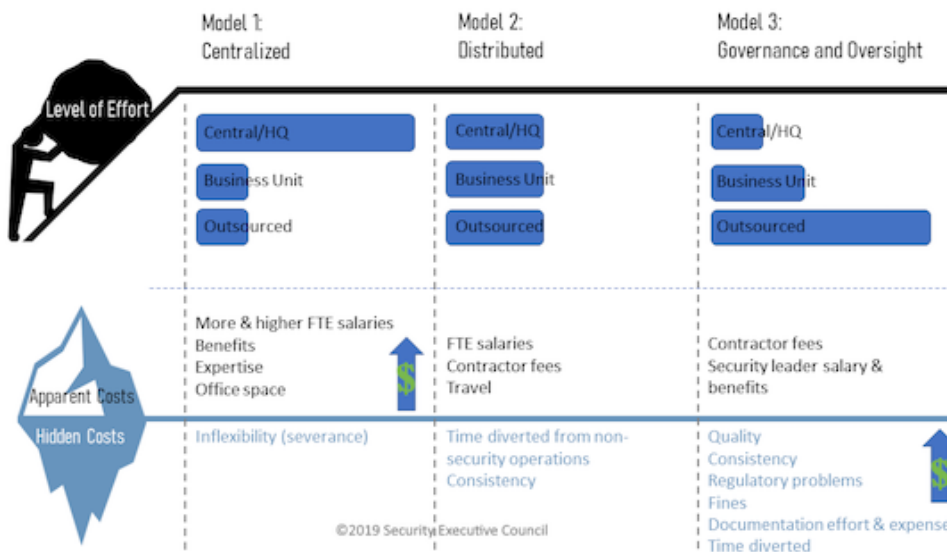 Model 1:
Centralized
Model 2:
Distributed
Model 3:
Governance and Oversight
Level of Effort
Central/HQ
Business Unit
Outsourced
Central/HQ
Business Unit
Outsourced
Central/HQ
Business Unit
Outsourced
Apparent Costs
More & higher FTE salaries
Benefits
Expertise
Office space
$
FTE salaries
Contractor fees
Travel
Contractor fees
Security leader salary &
benefits
Hidden Costs
Inflexibility (severance)
Time diverted from non-
security operations
Consistency
Quality
Consistency
Regulatory problems
Fines
Documentation effort & expense
Time diverted
$
©2019 Security Executive Council